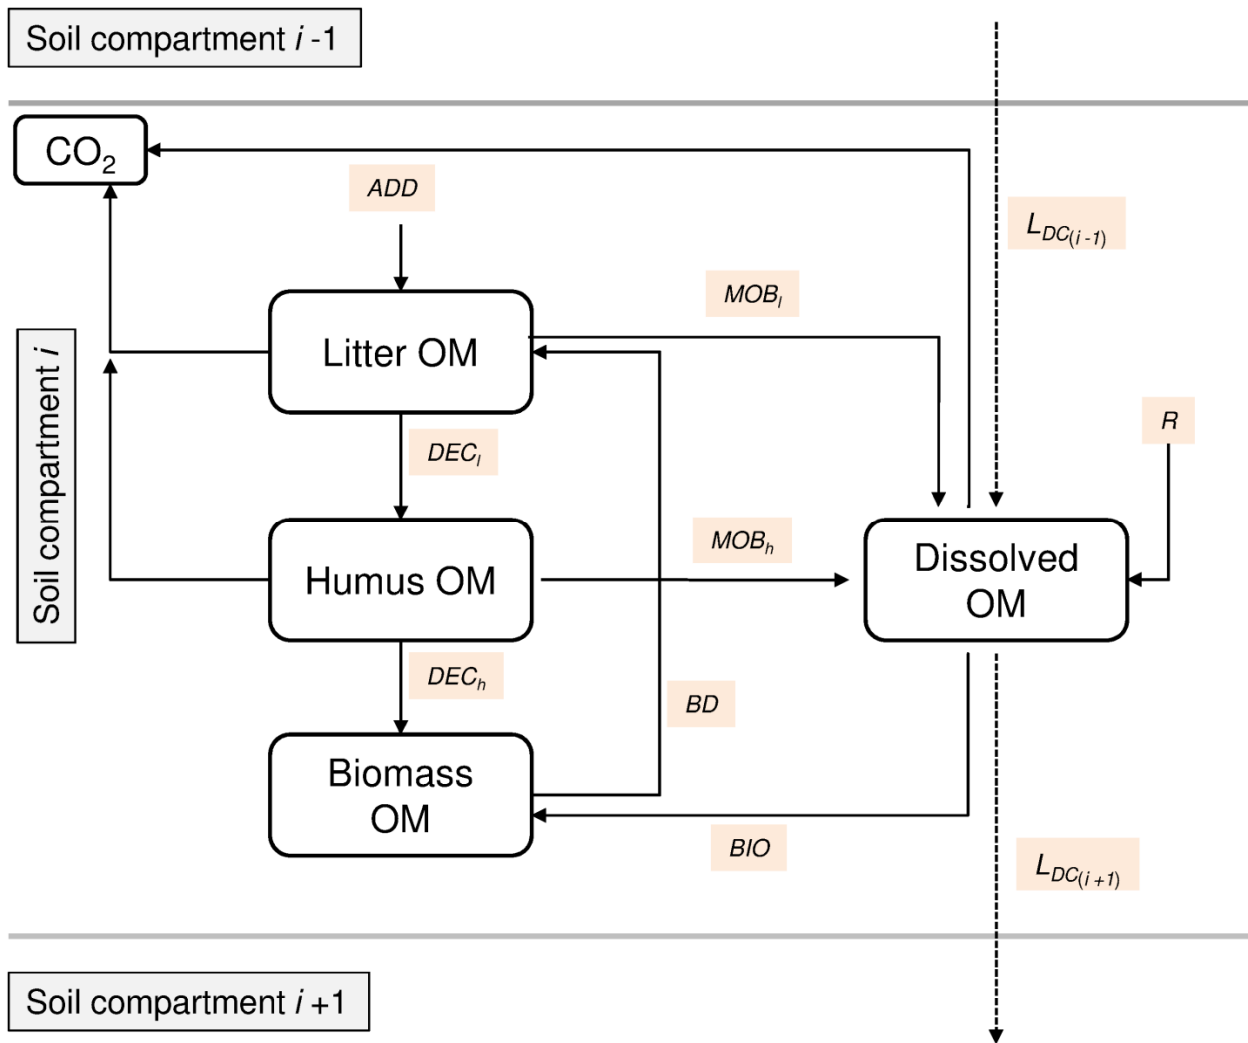 Soil compartment i -1
CO2
ADD
LDC(i -1)
MOBl
Litter OM
Soil compartment i
R
DECl
MOBh
Dissolved
OM
Humus OM
DECh
BD
Biomass
OM
BIO
LDC(i +1)
Soil compartment i +1